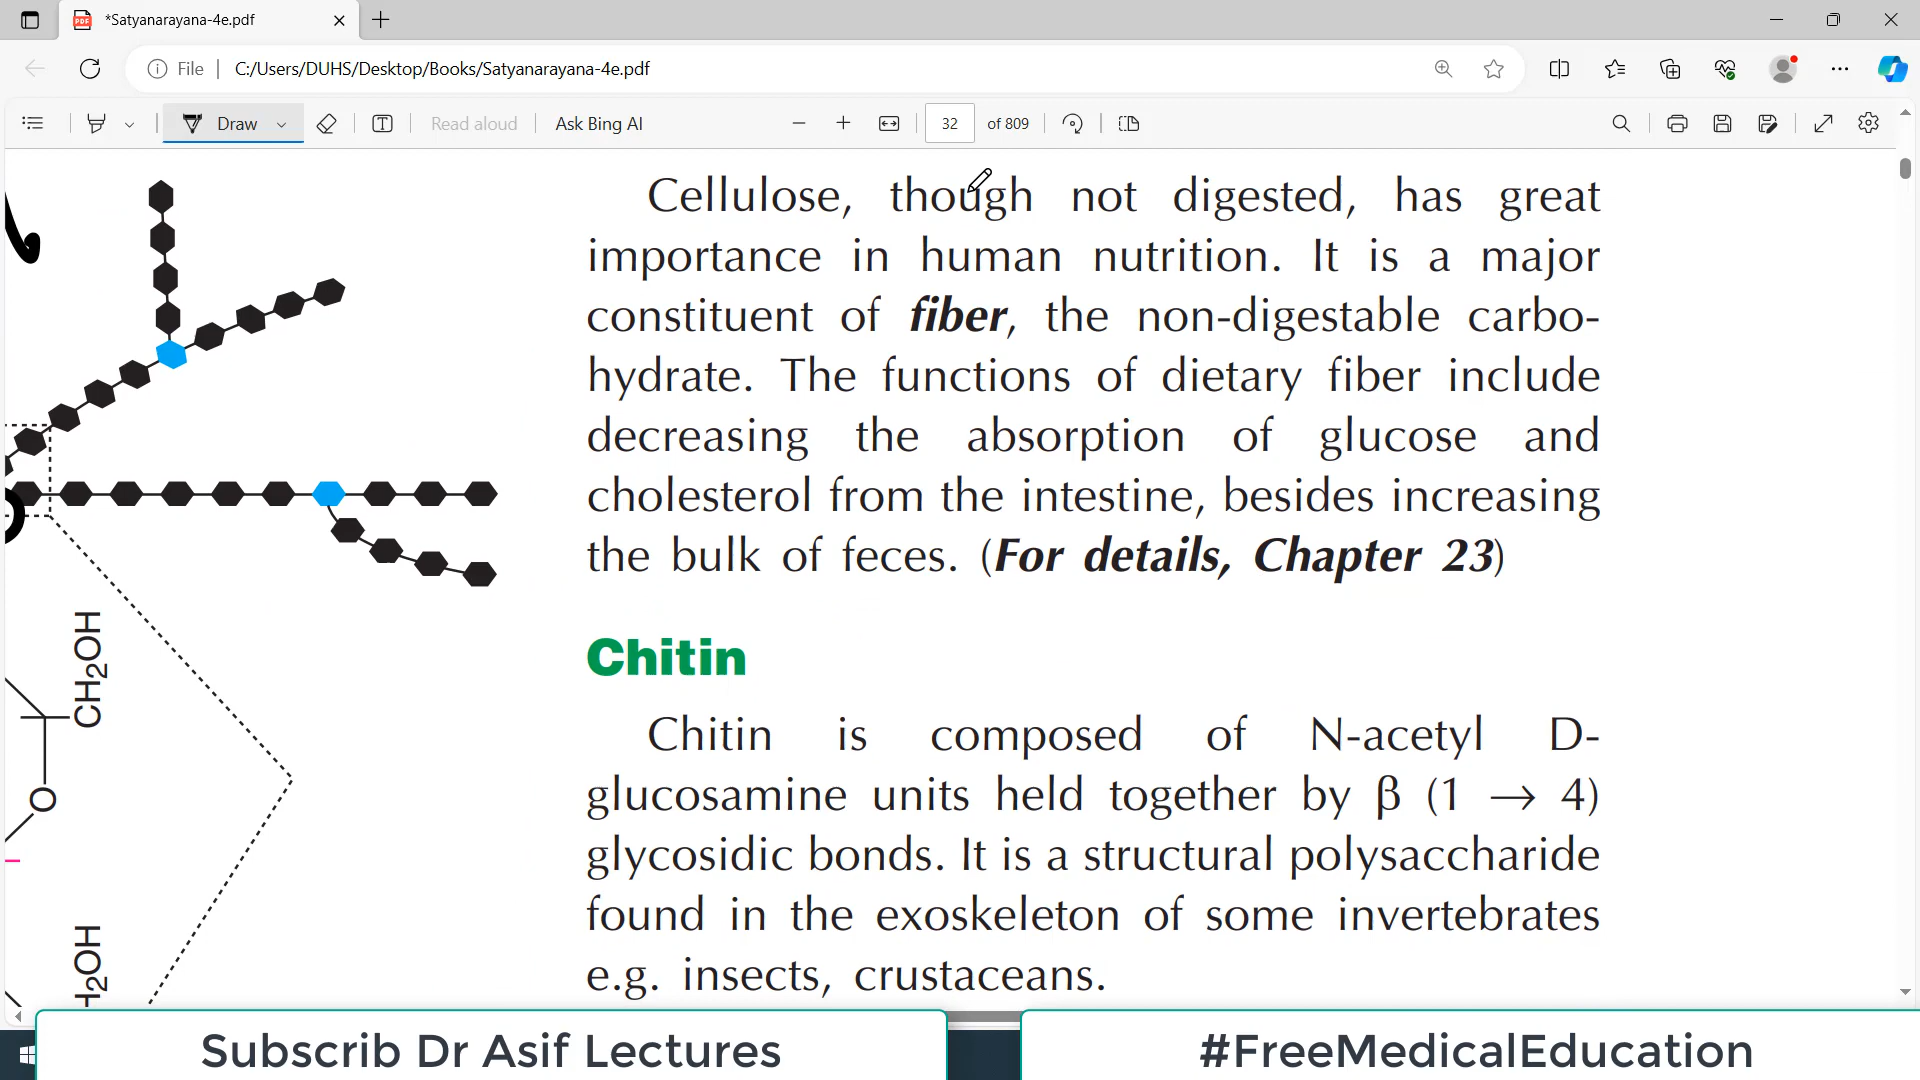 *Satyanarayana-4e.pdf
File
C:/Users/DUHS/Desktop/Books/Satyanarayana-4e.pdf
Draw
Read aloud
Ask Bing AI
32 of 809
Cellulose, though not digested, has great
importance in human nutrition. It is a major
constituent of fiber, the non-digestable carbo-
hydrate. The functions of dietary fiber include
decreasing the absorption of glucose and
cholesterol from the intestine, besides increasing
the bulk of feces. (For details, Chapter 23)
Chitin
Chitin is composed of N-acetyl D-
glucosamine units held together by β (1 → 4)
glycosidic bonds. It is a structural polysaccharide
found in the exoskeleton of some invertebrates
e.g. insects, crustaceans.
CH₂OH
O
H₂OH
Subscrib Dr Asif Lectures
#FreeMedicalEducation